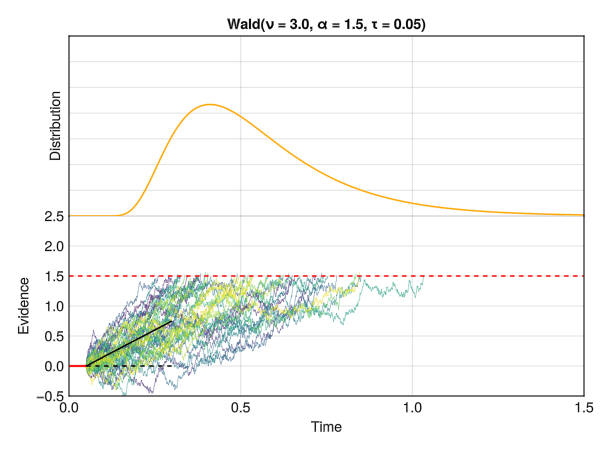 Wald(ν = 3.0, α = 1.5, τ = 0.05)
Distribution
2.5
2.0
1.5
1.0
0.5
0.0
−0.5
Evidence
0.0 0.5 1.0 1.5
Time